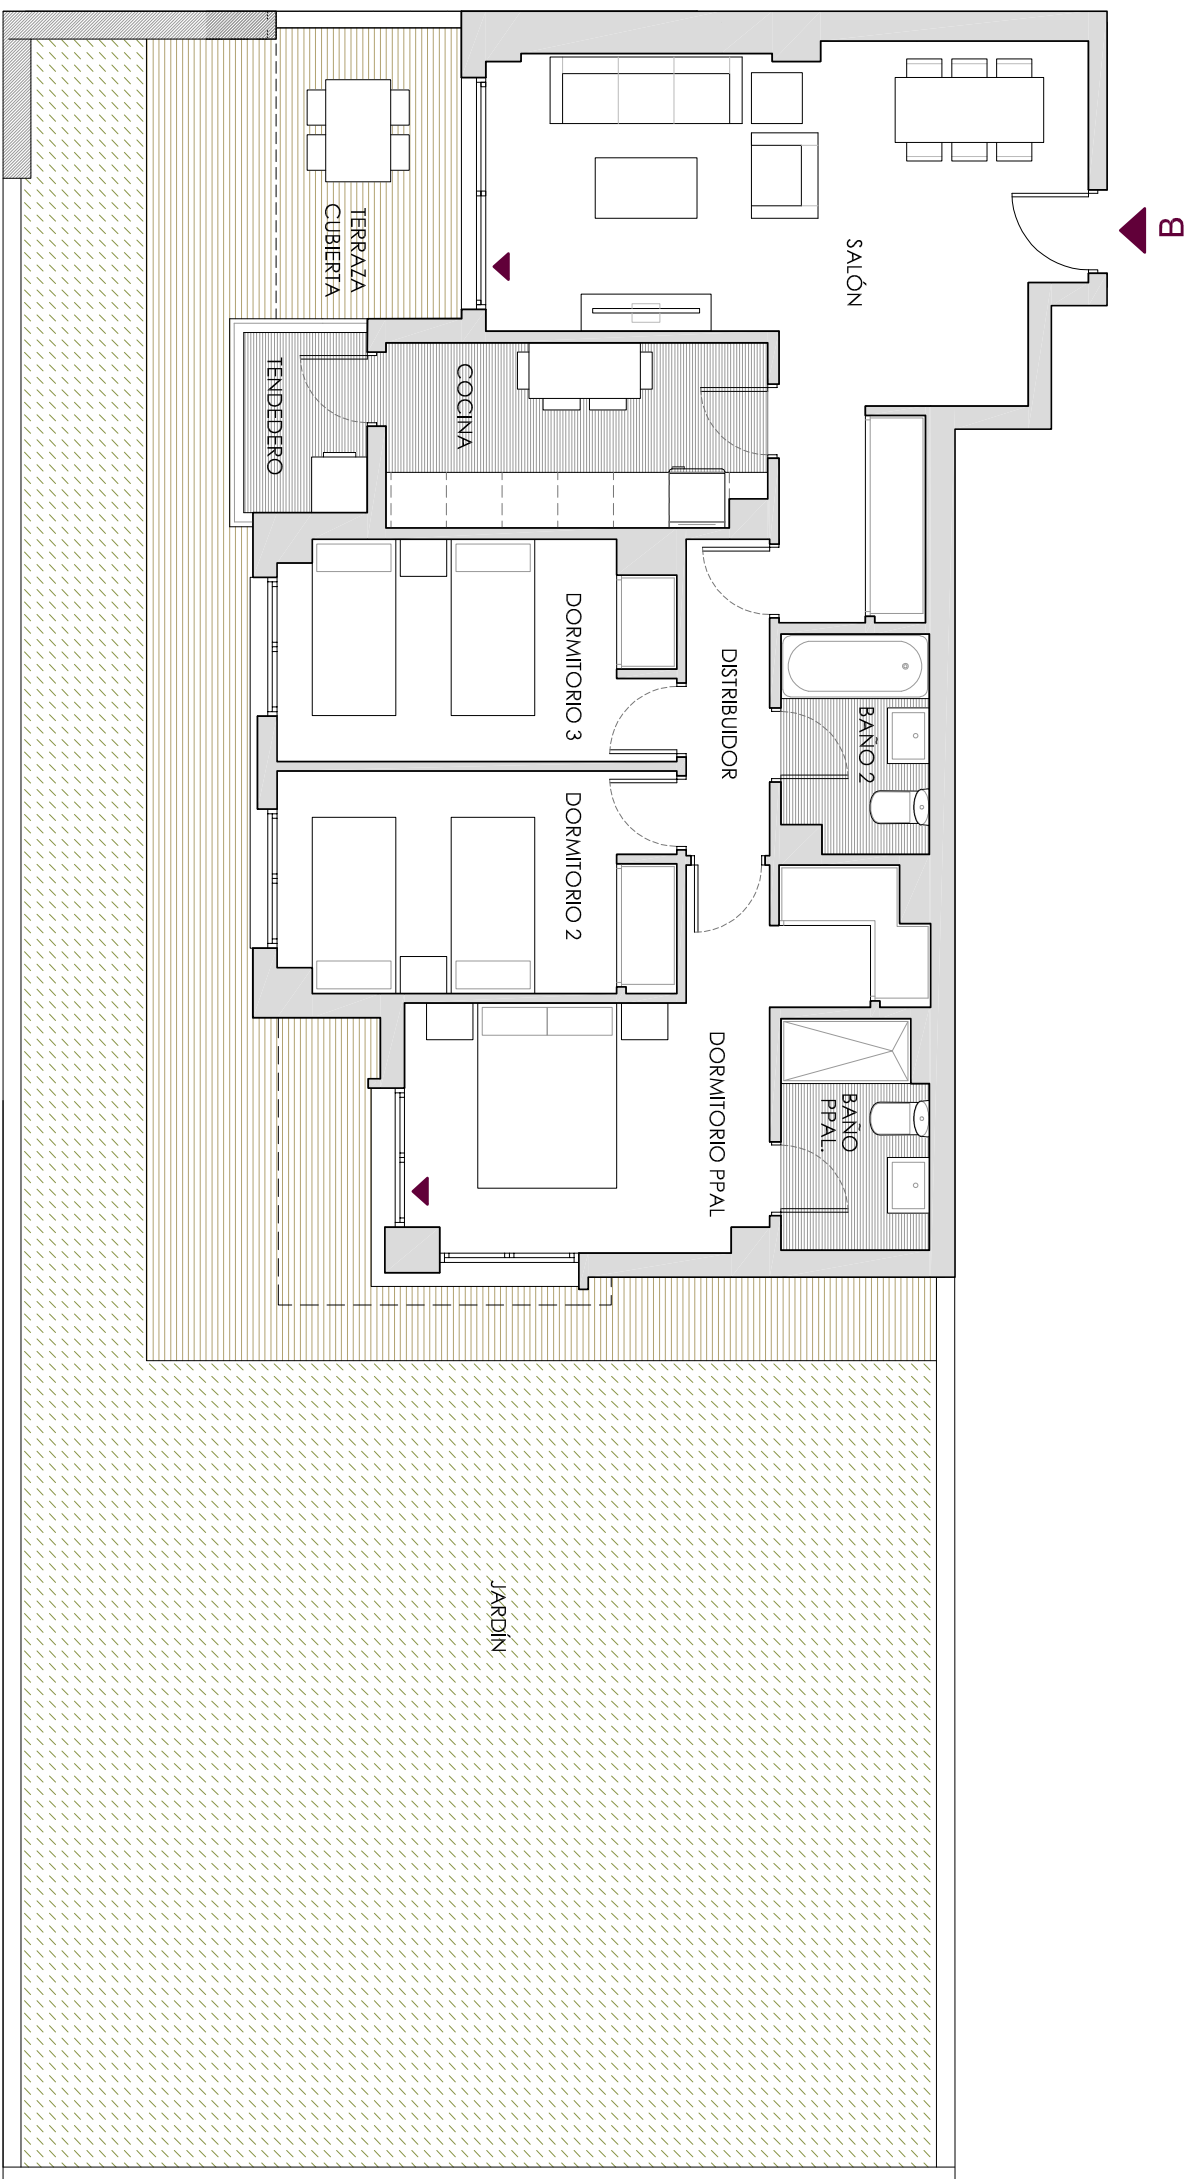 B
SALÓN
TERRAZA
CUBIERTA
COCINA
TENDEDERO
DORMITORIO 3
DISTRIBUIDOR
BAÑO 2
DORMITORIO 2
DORMITORIO PPAL
BAÑO
PPAL.
JARDÍN